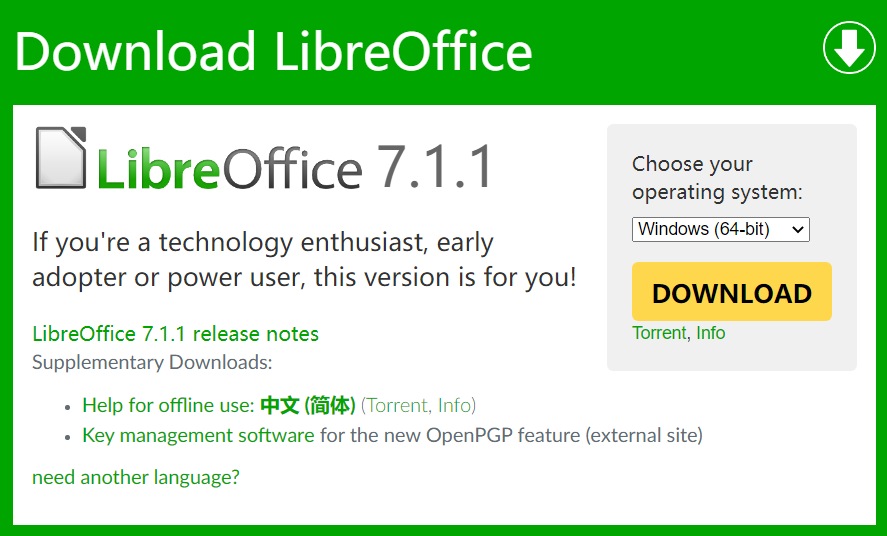 Download LibreOffice
LibreOffice 7.1.1
If you're a technology enthusiast, early
adopter or power user, this version is for you!
LibreOffice 7.1.1 release notes
Supplementary Downloads:
Help for offline use: 中文 (简体) (Torrent, Info)
Key management software for the new OpenPGP feature (external site)
need another language?
Choose your
operating system:
Windows (64-bit)
DOWNLOAD
Torrent, Info